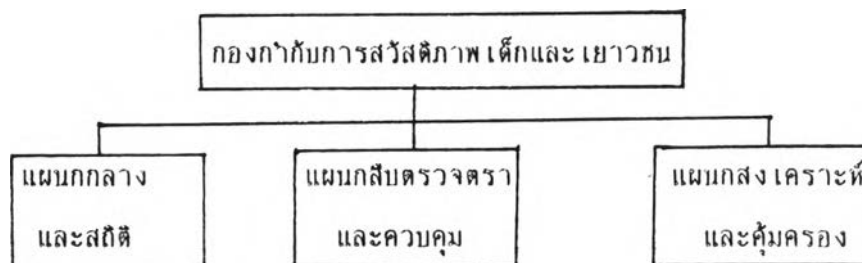 กองกำกับการสวัสดิภาพเด็กและเยาวชน
แผนกกลาง
และสถิติ
แผนกสืบตรวจตรา
และควบคุม
แผนกสงเคราะห์
และคุ้มครอง